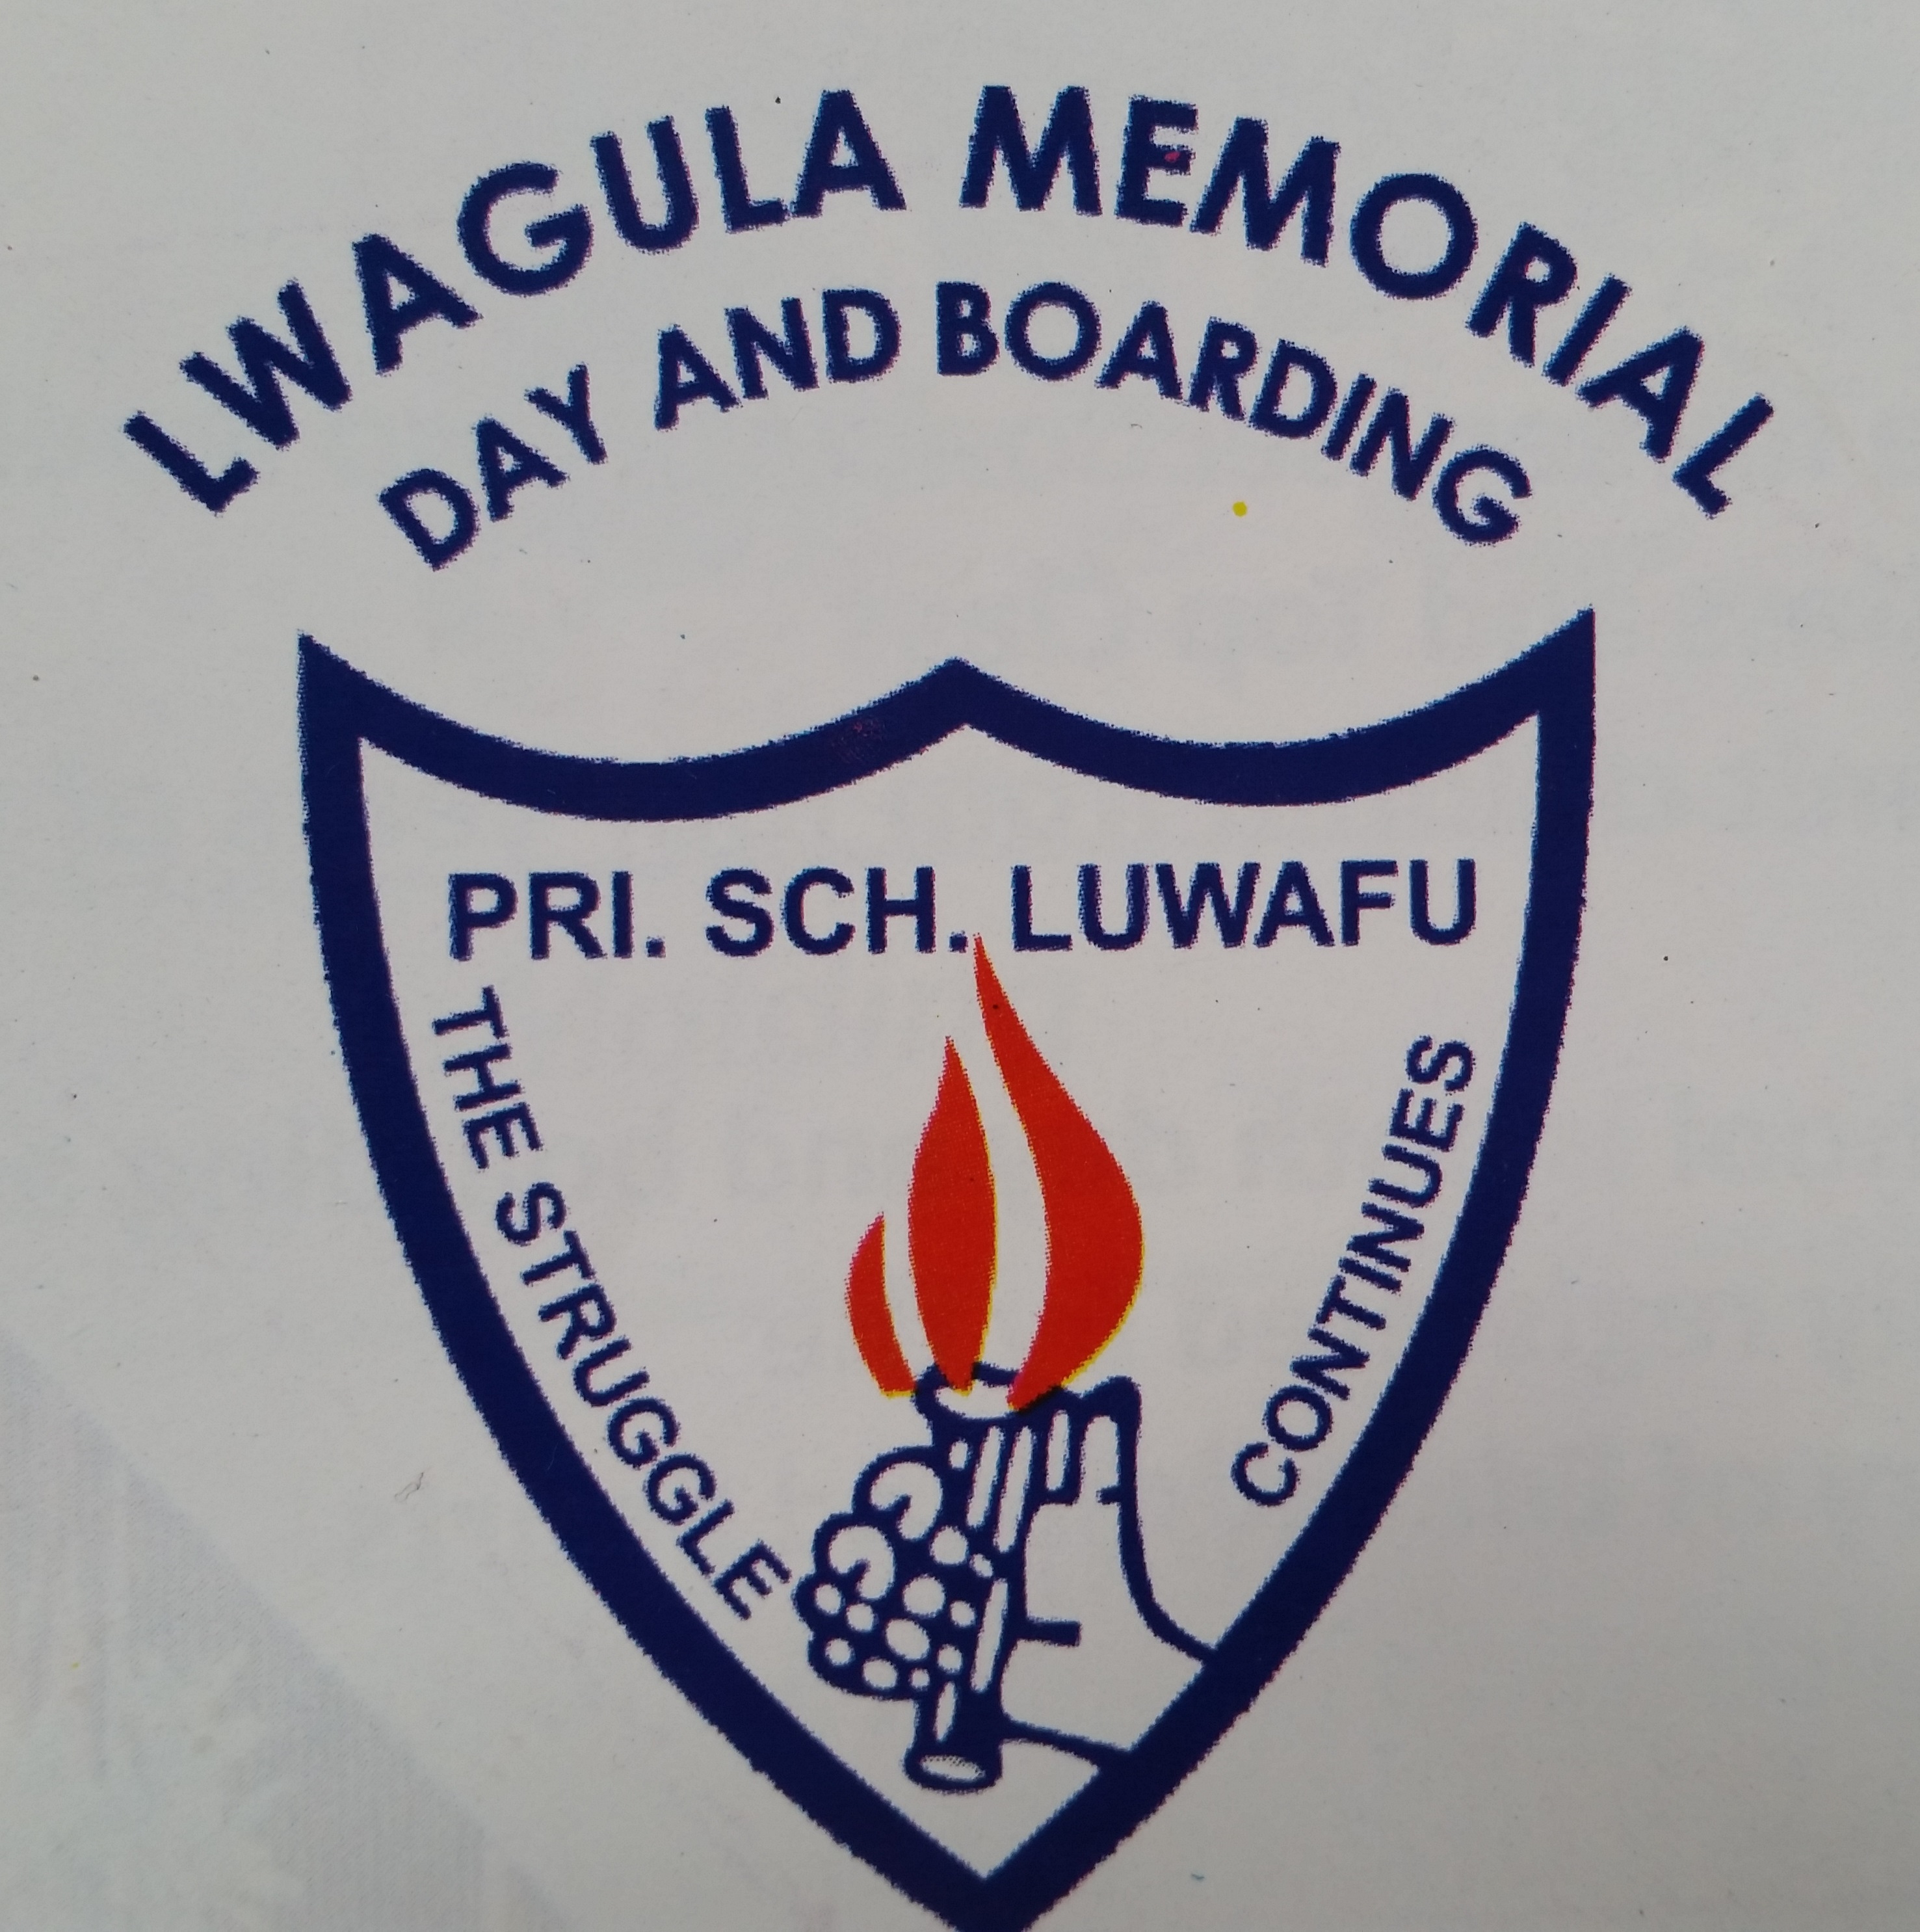 LWAGULA MEMORIAL
DAY AND BOARDING
PRI. SCH. LUWAFU
THE STRUGGLE
CONTINUES